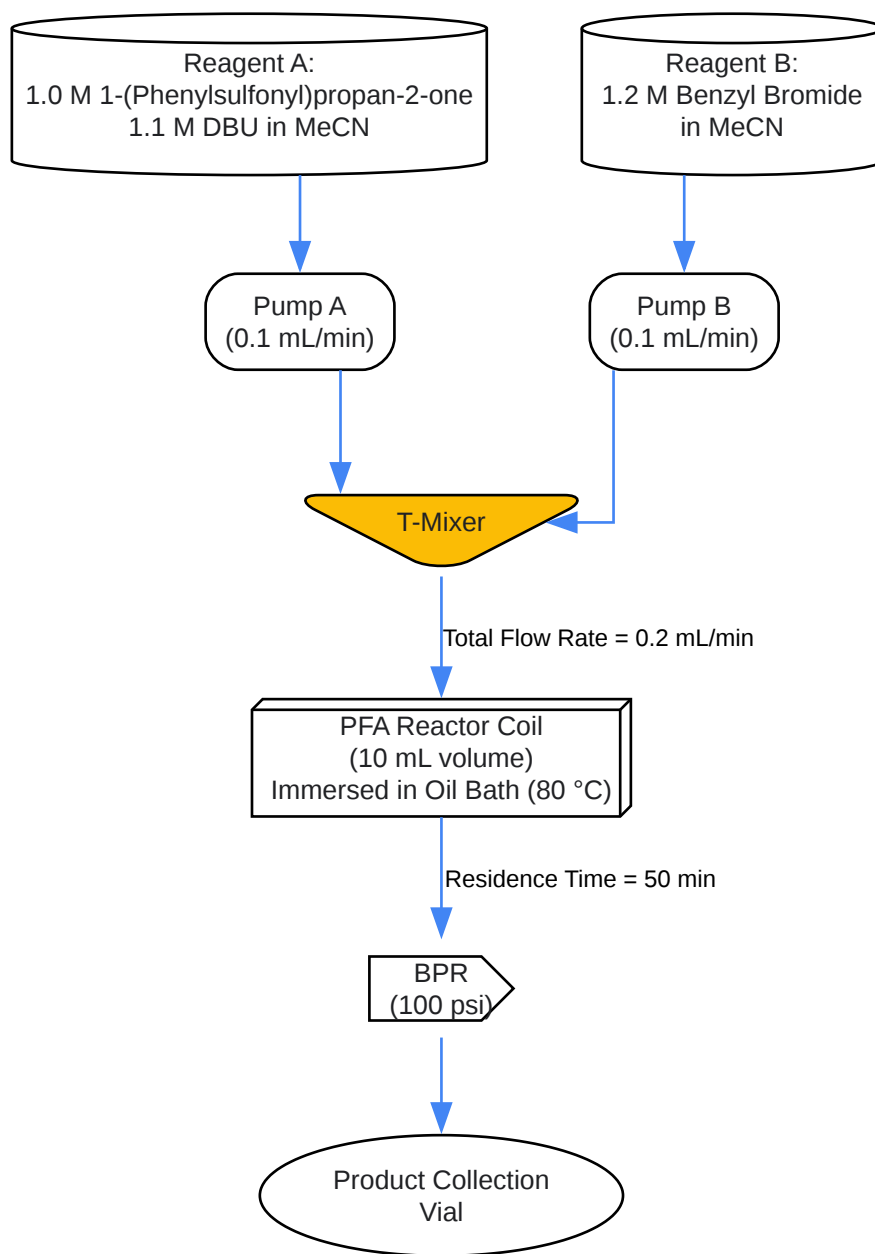 Reagent A:
1.0 M 1-(Phenylsulfonyl)propan-2-one
1.1 M DBU in MeCN
Reagent B:
1.2 M Benzyl Bromide
in MeCN
Pump A
(0.1 mL/min)
Pump B
(0.1 mL/min)
T-Mixer
Total Flow Rate = 0.2 mL/min
PFA Reactor Coil
(10 mL volume)
Immersed in Oil Bath (80 °C)
Residence Time = 50 min
BPR
(100 psi)
Product Collection
Vial